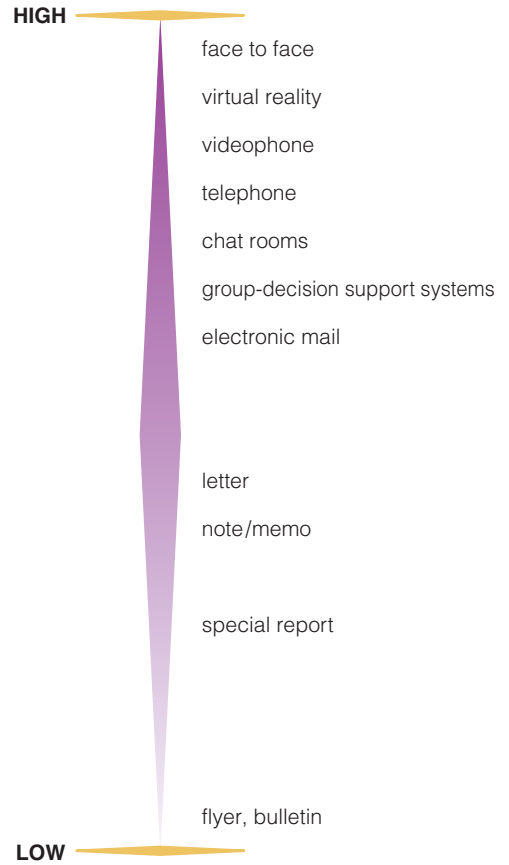 HIGH
face to face
virtual reality
videophone
telephone
chat rooms
group-decision support systems
electronic mail
letter
note/memo
special report
flyer, bulletin
LOW